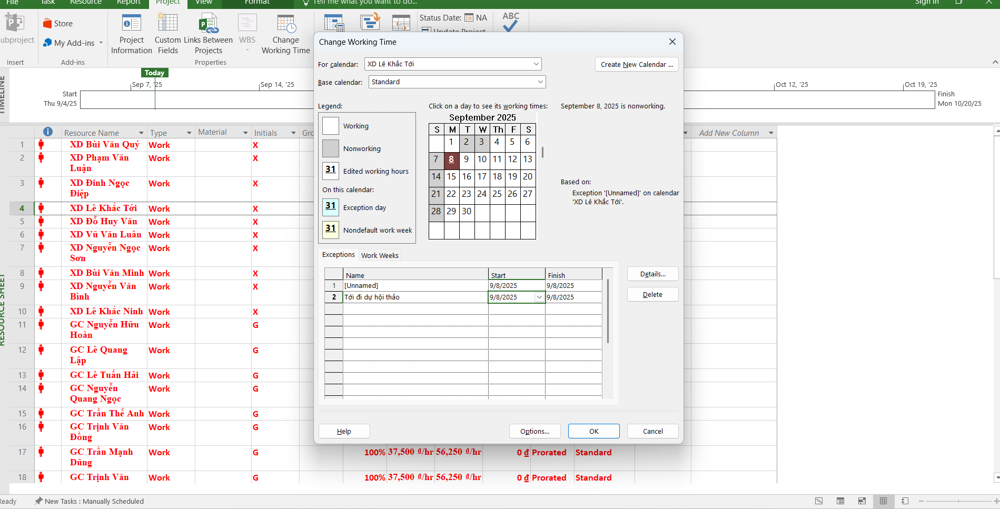 File Task Resource Report Project View Format Tell me what you want to do... Sign in
Subproject
Store
My Add-ins
Project Information
Custom Fields
Links Between Projects
WBS
Change Working Time
Status Date: NA
Update Project
ABC
Insert Add-ins Properties
TIMELINE
Today
Sep 7, '25 Sep 14, '25 Oct 12, '25 Oct 19, '25
Start
Thu 9/4/25
Finish
Mon 10/20/25
RESOURCE SHEET
Resource Name Type Material Initials Gro Add New Column
1 XD Bùi Văn Quý Work X
2 XD Phạm Văn Luận Work X
3 XD Đinh Ngọc Điệp Work X
4 XD Lê Khắc Tới Work X
5 XD Đỗ Huy Văn Work X
6 XD Vũ Văn Luân Work X
7 XD Nguyễn Ngọc Sơn Work X
8 XD Bùi Văn Minh Work X
9 XD Nguyễn Văn Bình Work X
10 XD Lê Khắc Ninh Work X
11 GC Nguyễn Hữu Hoàn Work G
12 GC Lê Quang Lập Work G
13 GC Lê Tuấn Hải Work G
14 GC Nguyễn Quang Ngọc Work G
15 GC Trần Thế Anh Work G
16 GC Trịnh Văn Đồng Work G
17 GC Trần Mạnh Dũng Work G 100% 37,500 ₫/hr 56,250 ₫/hr 0 ₫ Prorated Standard
18 GC Trịnh Văn Work G 100% 37,500 ₫/hr 56,250 ₫/hr 0 ₫ Prorated Standard
Change Working Time
For calendar: XD Lê Khắc Tới Create New Calendar ...
Base calendar: Standard
Legend:
Working
Nonworking
31 Edited working hours
On this calendar:
31 Exception day
31 Nondefault work week
Click on a day to see its working times:
September 2025
S M T W Th F S
1 2 3 4 5 6
7 8 9 10 11 12 13
14 15 16 17 18 19 20
21 22 23 24 25 26 27
28 29 30
September 8, 2025 is nonworking.
Based on:
Exception '[Unnamed]' on calendar
'XD Lê Khắc Tới'.
Exceptions Work Weeks
Name Start Finish
1 [Unnamed] 9/8/2025 9/8/2025
2 Tới đi dự hội thảo 9/8/2025 9/8/2025
Details...
Delete
Help Options... OK Cancel
Ready New Tasks : Manually Scheduled